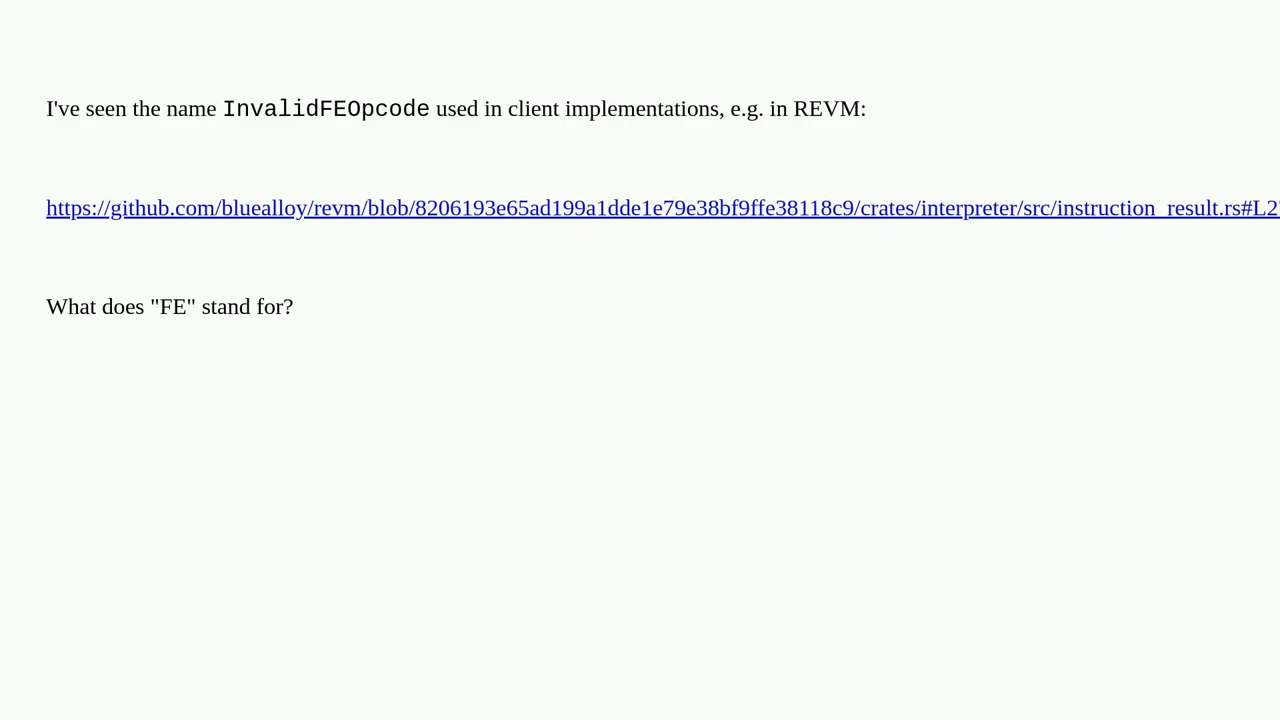 I've seen the name InvalidFEOpcode used in client implementations, e.g. in REVM:
https://github.com/bluealloy/revm/blob/8206193e65ad199a1dde1e79e38bf9ffe38118c9/crates/interpreter/src/instruction_result.rs#L2
What does "FE" stand for?